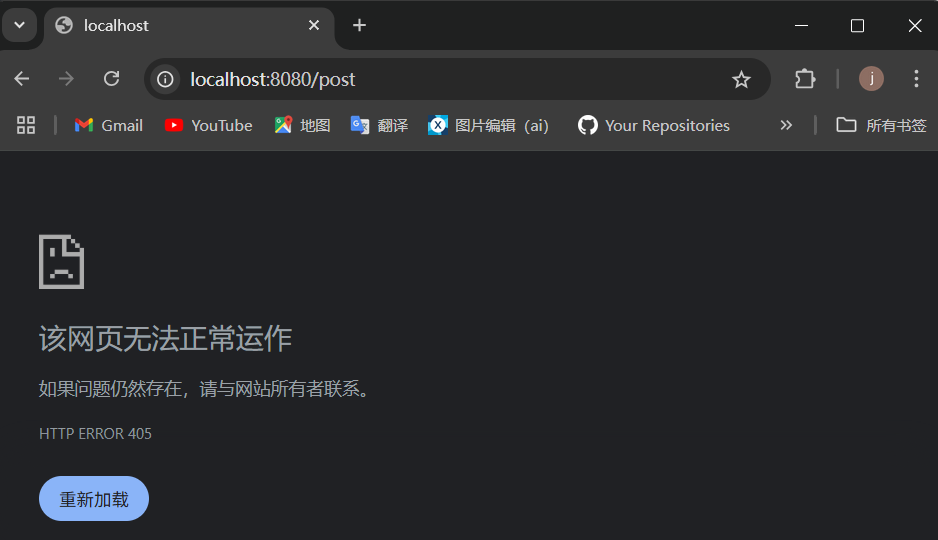 localhost
localhost:8080/post
j
Gmail YouTube 地图 翻译 图片编辑（ai） Your Repositories 所有书签
该网页无法正常运作
如果问题仍然存在，请与网站所有者联系。
HTTP ERROR 405
重新加载